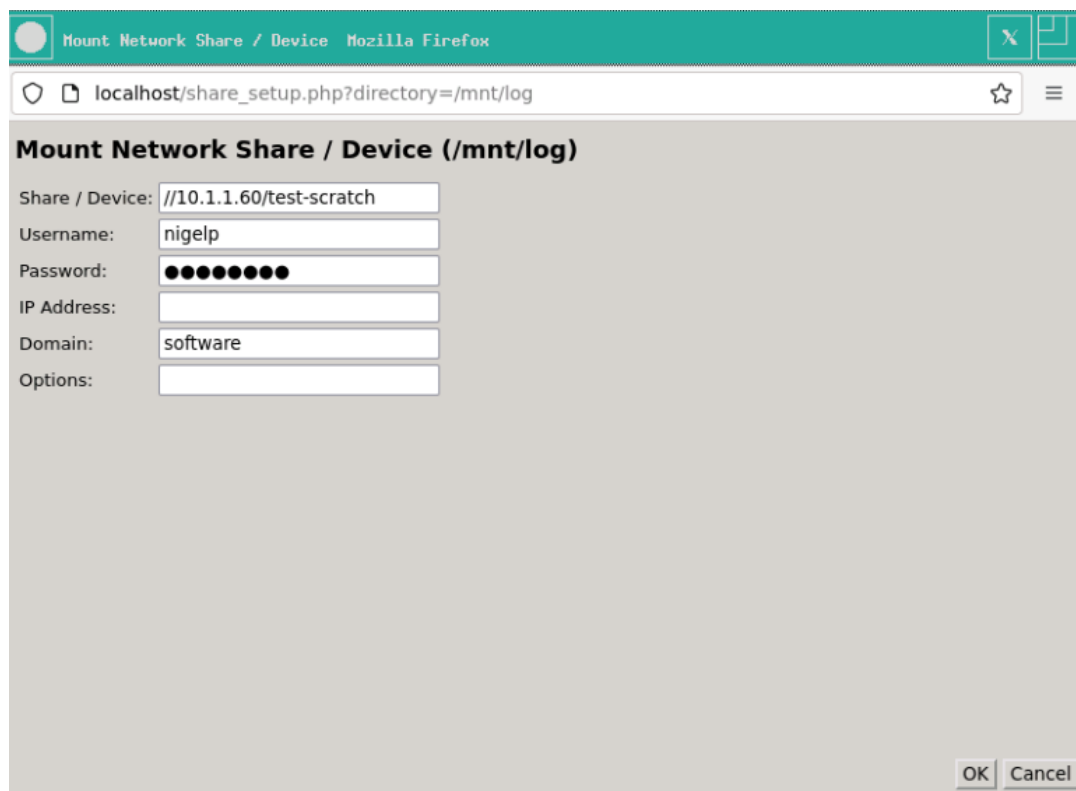 Mount Network Share / Device Mozilla Firefox
X
localhost/share_setup.php?directory=/mnt/log
Mount Network Share / Device (/mnt/log)
Share / Device: //10.1.1.60/test-scratch
Username: nigelp
Password: ●●●●●●●●
IP Address:
Domain: software
Options:
OK Cancel